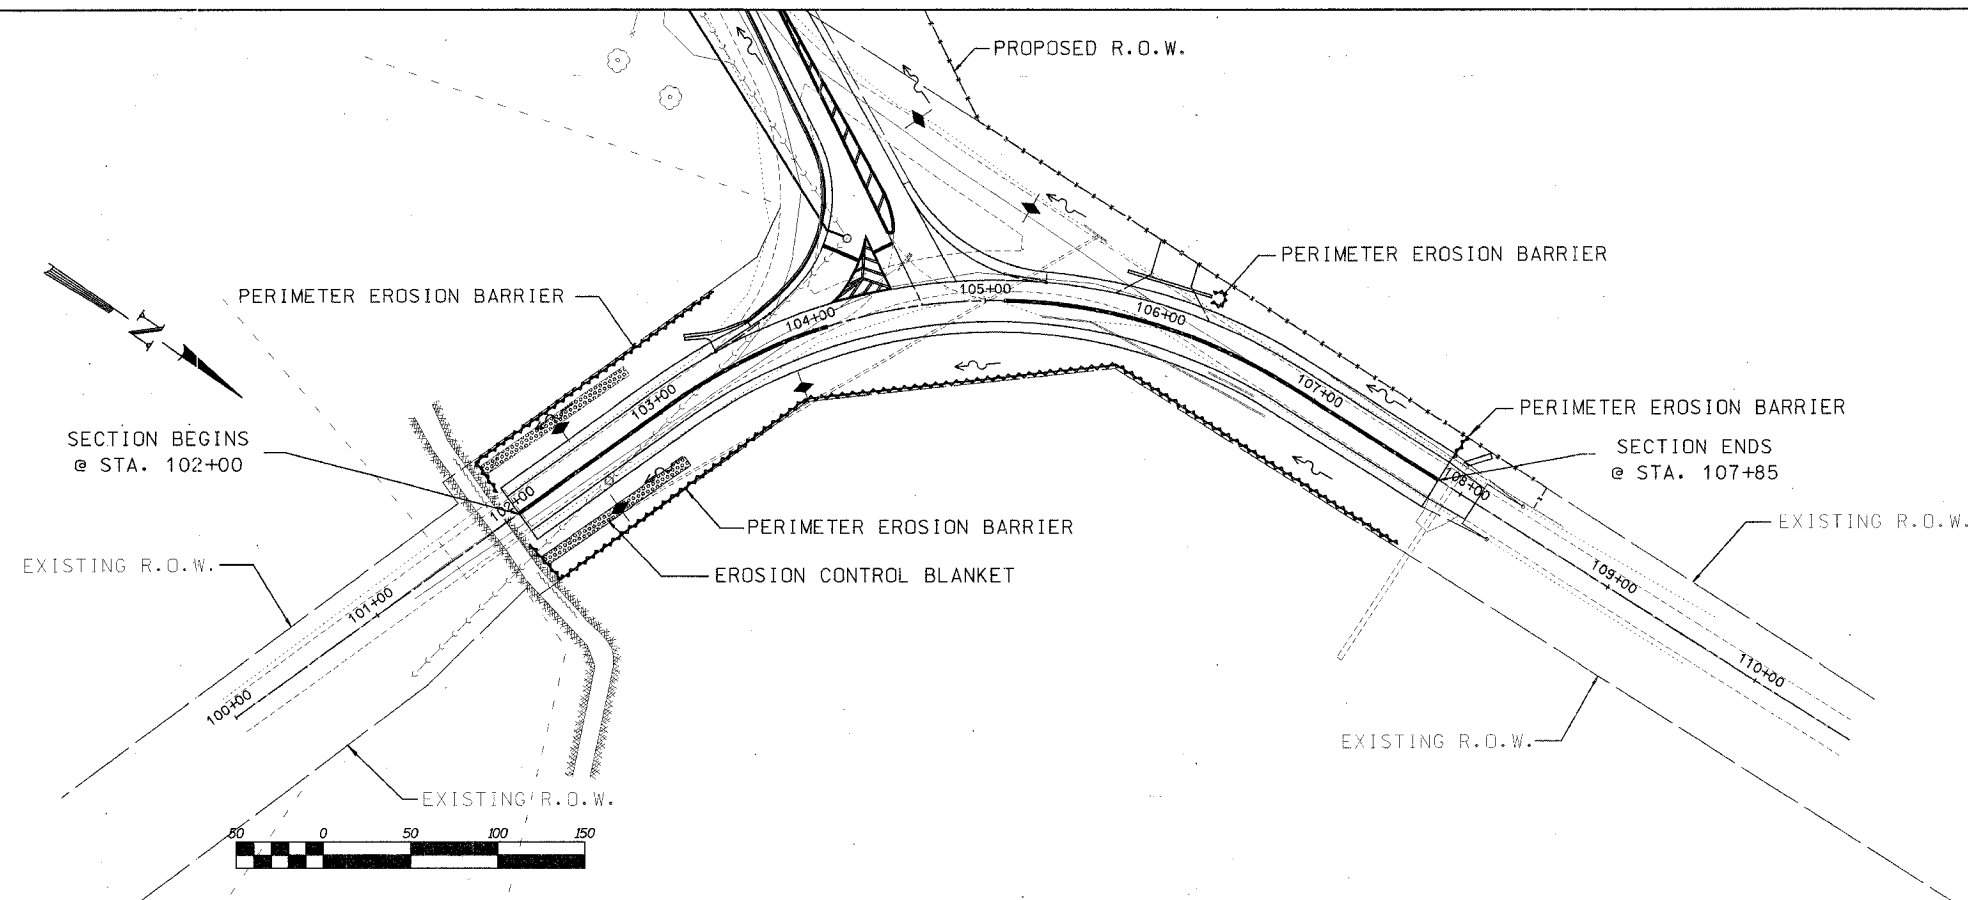 PROPOSED R.O.W.
PERIMETER EROSION BARRIER
PERIMETER EROSION BARRIER
105+00
104+00
106+00
N
103+00
107+00
PERIMETER EROSION BARRIER
SECTION BEGINS
@ STA. 102+00
SECTION ENDS
@ STA. 107+85
102+00
108+00
PERIMETER EROSION BARRIER
EXISTING R.O.W.
EXISTING R.O.W.
EROSION CONTROL BLANKET
109+00
101+00
110+00
100+00
EXISTING R.O.W.
EXISTING R.O.W.
50 0 50 100 150